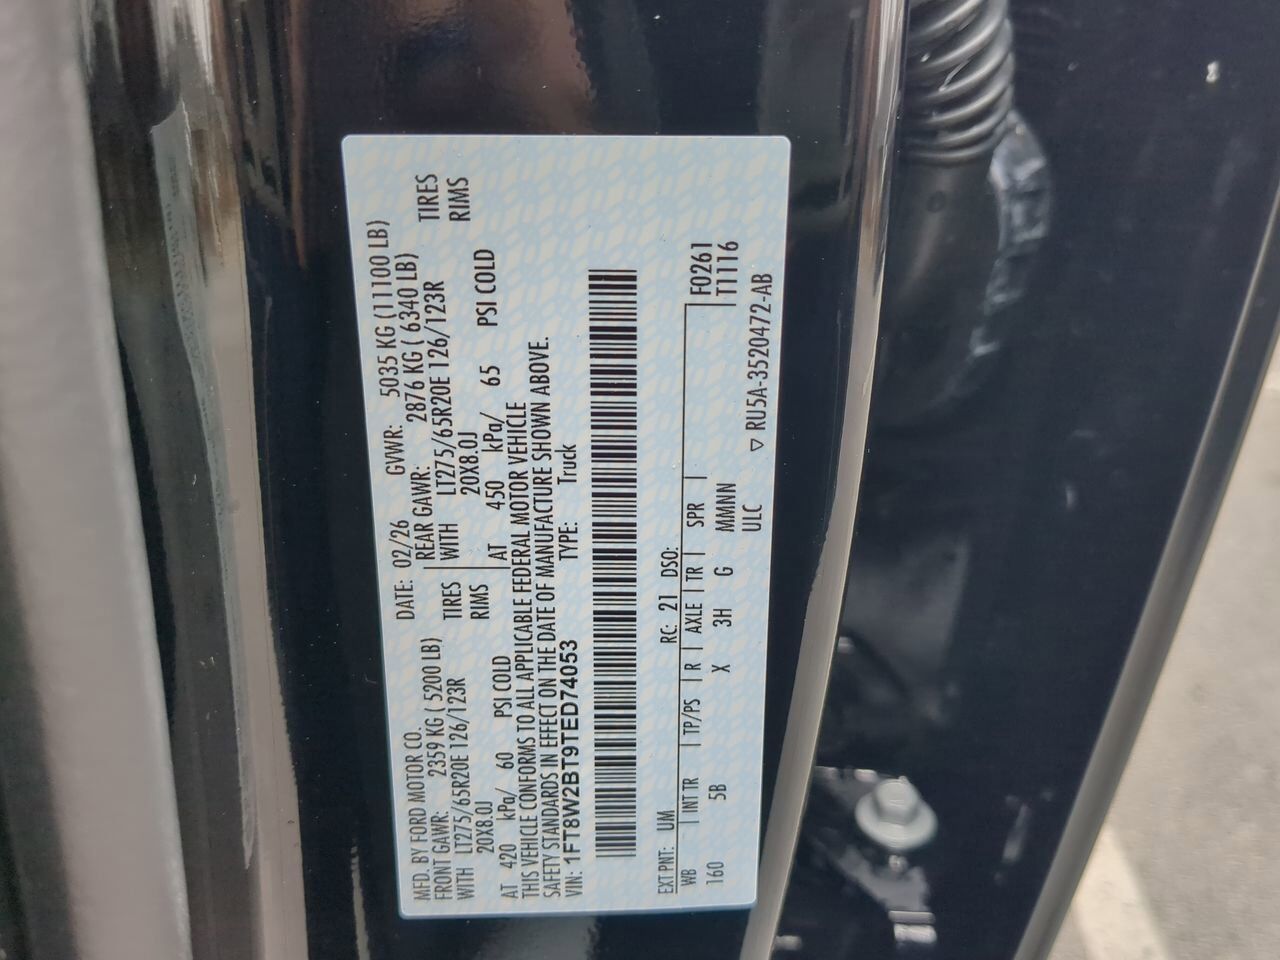 MFD. BY FORD MOTOR CO.
DATE: 02/26 GVWR: 5035 KG (11100 LB)
FRONT GAWR: 2359 KG ( 5200 LB) REAR GAWR: 2876 KG ( 6340 LB)
WITH LT275/65R20E 126/123R TIRES WITH LT275/65R20E 126/123R TIRES
20X8.0J RIMS 20X8.0J RIMS
AT 420 kPa/ 60 PSI COLD AT 450 kPa/ 65 PSI COLD
THIS VEHICLE CONFORMS TO ALL APPLICABLE FEDERAL MOTOR VEHICLE
SAFETY STANDARDS IN EFFECT ON THE DATE OF MANUFACTURE SHOWN ABOVE.
VIN: 1FT8W2BT9TED74053 TYPE: Truck
EXT PNT: UM RC: 21 DSO: F0261
WB | INT TR | TP/PS | R | AXLE | TR | SPR | T1116
160 5B X 3H G MMNN
ULC ▽ RU5A-3520472-AB